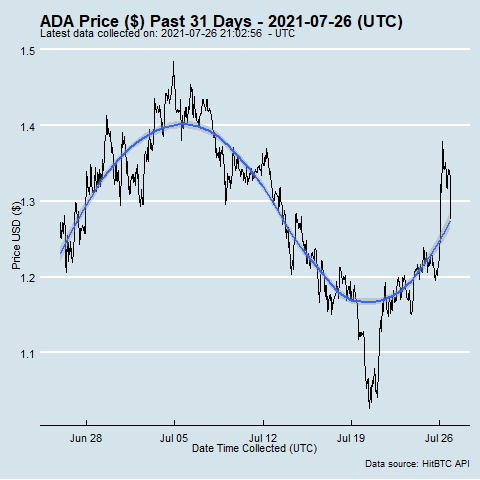 ADA Price ($) Past 31 Days - 2021-07-26 (UTC)
Latest data collected on: 2021-07-26 21:02:56  - UTC
1.5
1.4
1.3
1.2
1.1
Price USD ($)
Jun 28
Jul 05
Jul 12
Jul 19
Jul 26
Date Time Collected (UTC)
Data source: HitBTC API